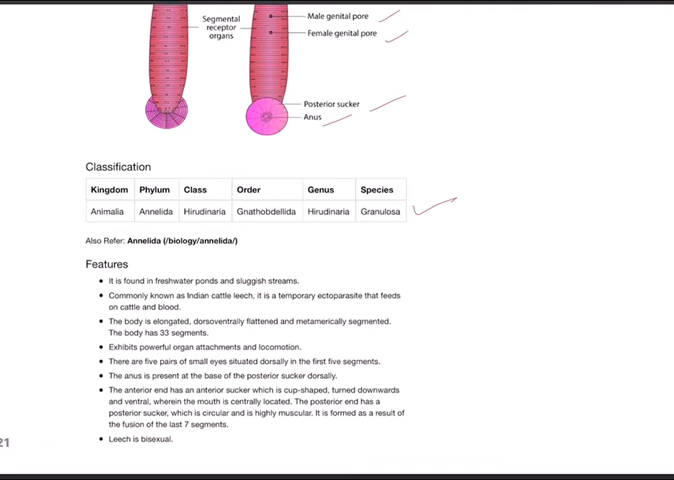 Segmental
receptor
organs
Male genital pore
Female genital pore
Posterior sucker
Anus
Classification
Kingdom Phylum Class Order Genus Species
Animalia Annelida Hirudinaria Gnathobdellida Hirudinaria Granulosa
Also Refer: Annelida (/biology/annelida/)
Features
• It is found in freshwater ponds and sluggish streams.
• Commonly known as Indian cattle leech, it is a temporary ectoparasite that feeds
on cattle and blood.
• The body is elongated, dorsoventrally flattened and metamerically segmented.
The body has 33 segments.
• Exhibits powerful organ attachments and locomotion.
• There are five pairs of small eyes situated dorsally in the first five segments.
• The anus is present at the base of the posterior sucker dorsally.
• The anterior end has an anterior sucker which is cup-shaped, turned downwards
and ventral, wherein the mouth is centrally located. The posterior end has a
posterior sucker, which is circular and is highly muscular. It is formed as a result of
the fusion of the last 7 segments.
• Leech is bisexual.
21